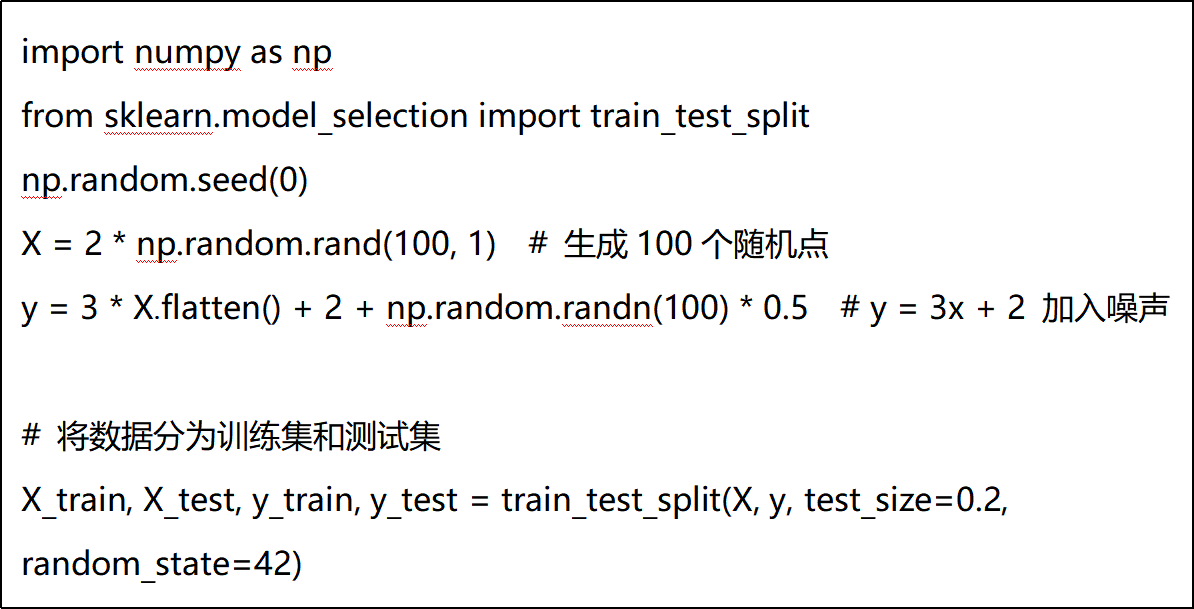 import numpy as np
from sklearn.model_selection import train_test_split
np.random.seed(0)
X = 2 * np.random.rand(100, 1)  # 生成 100 个随机点
y = 3 * X.flatten() + 2 + np.random.randn(100) * 0.5  # y = 3x + 2 加入噪声
# 将数据分为训练集和测试集
X_train, X_test, y_train, y_test = train_test_split(X, y, test_size=0.2,
random_state=42)